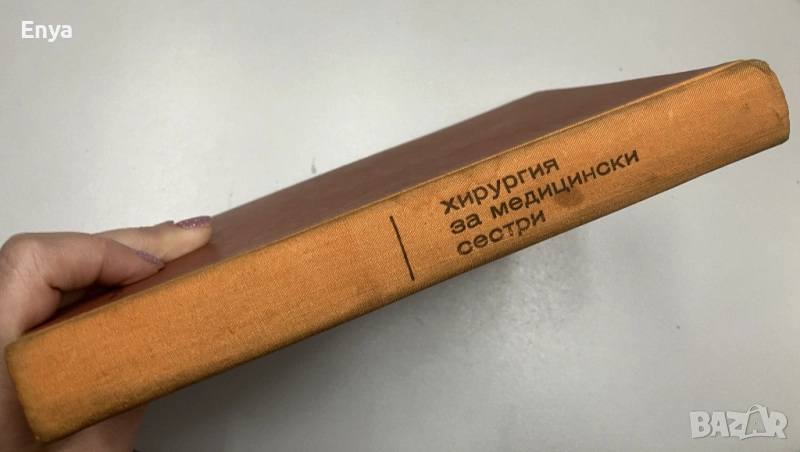 Enya
хирургия
за медицински
сестри
BAZAR